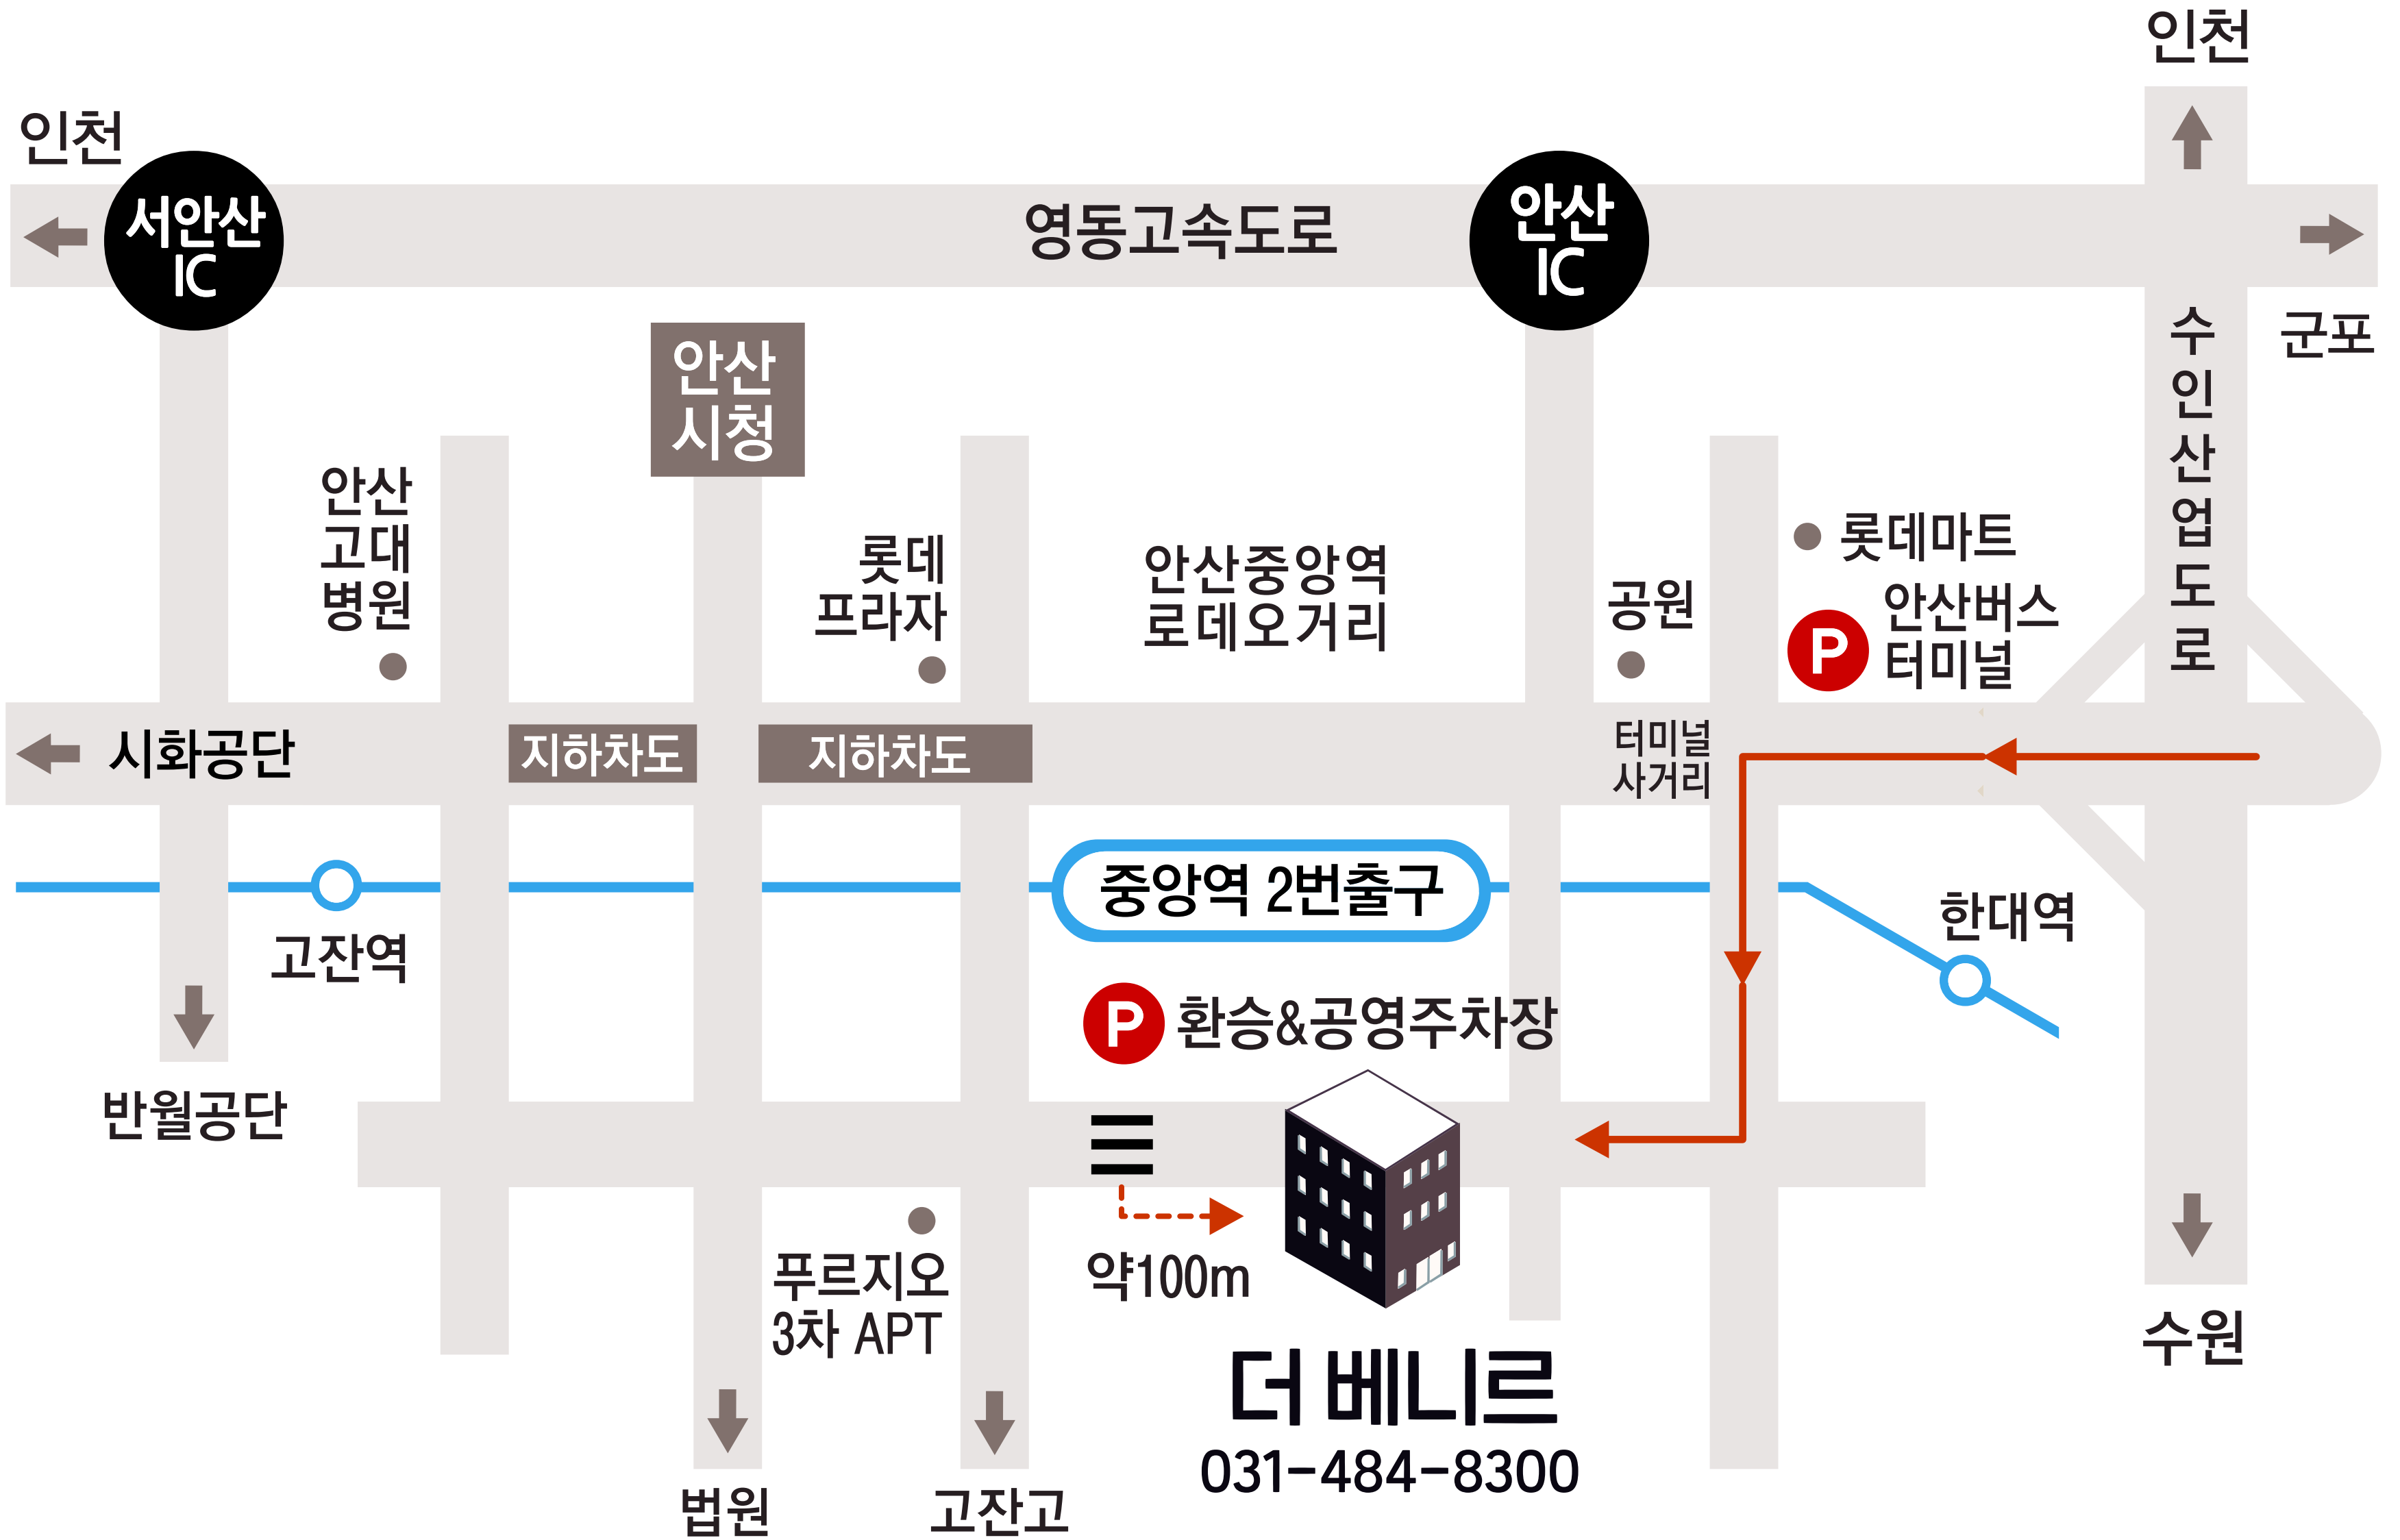 인천
인천
서안산
IC
영동고속도로
안산
IC
수인산업도로
군포
안산
시청
안산
고대
병원
롯데
프라자
안산중앙역
로데오거리
공원
롯데마트
P
안산버스
터미널
시화공단
지하차도
지하차도
터미널
사거리
중앙역 2번출구
고잔역
한대역
P
환승&공영주차장
반월공단
약100m
푸르지오
3차 APT
수원
더 베니르
031-484-8300
법원
고잔고